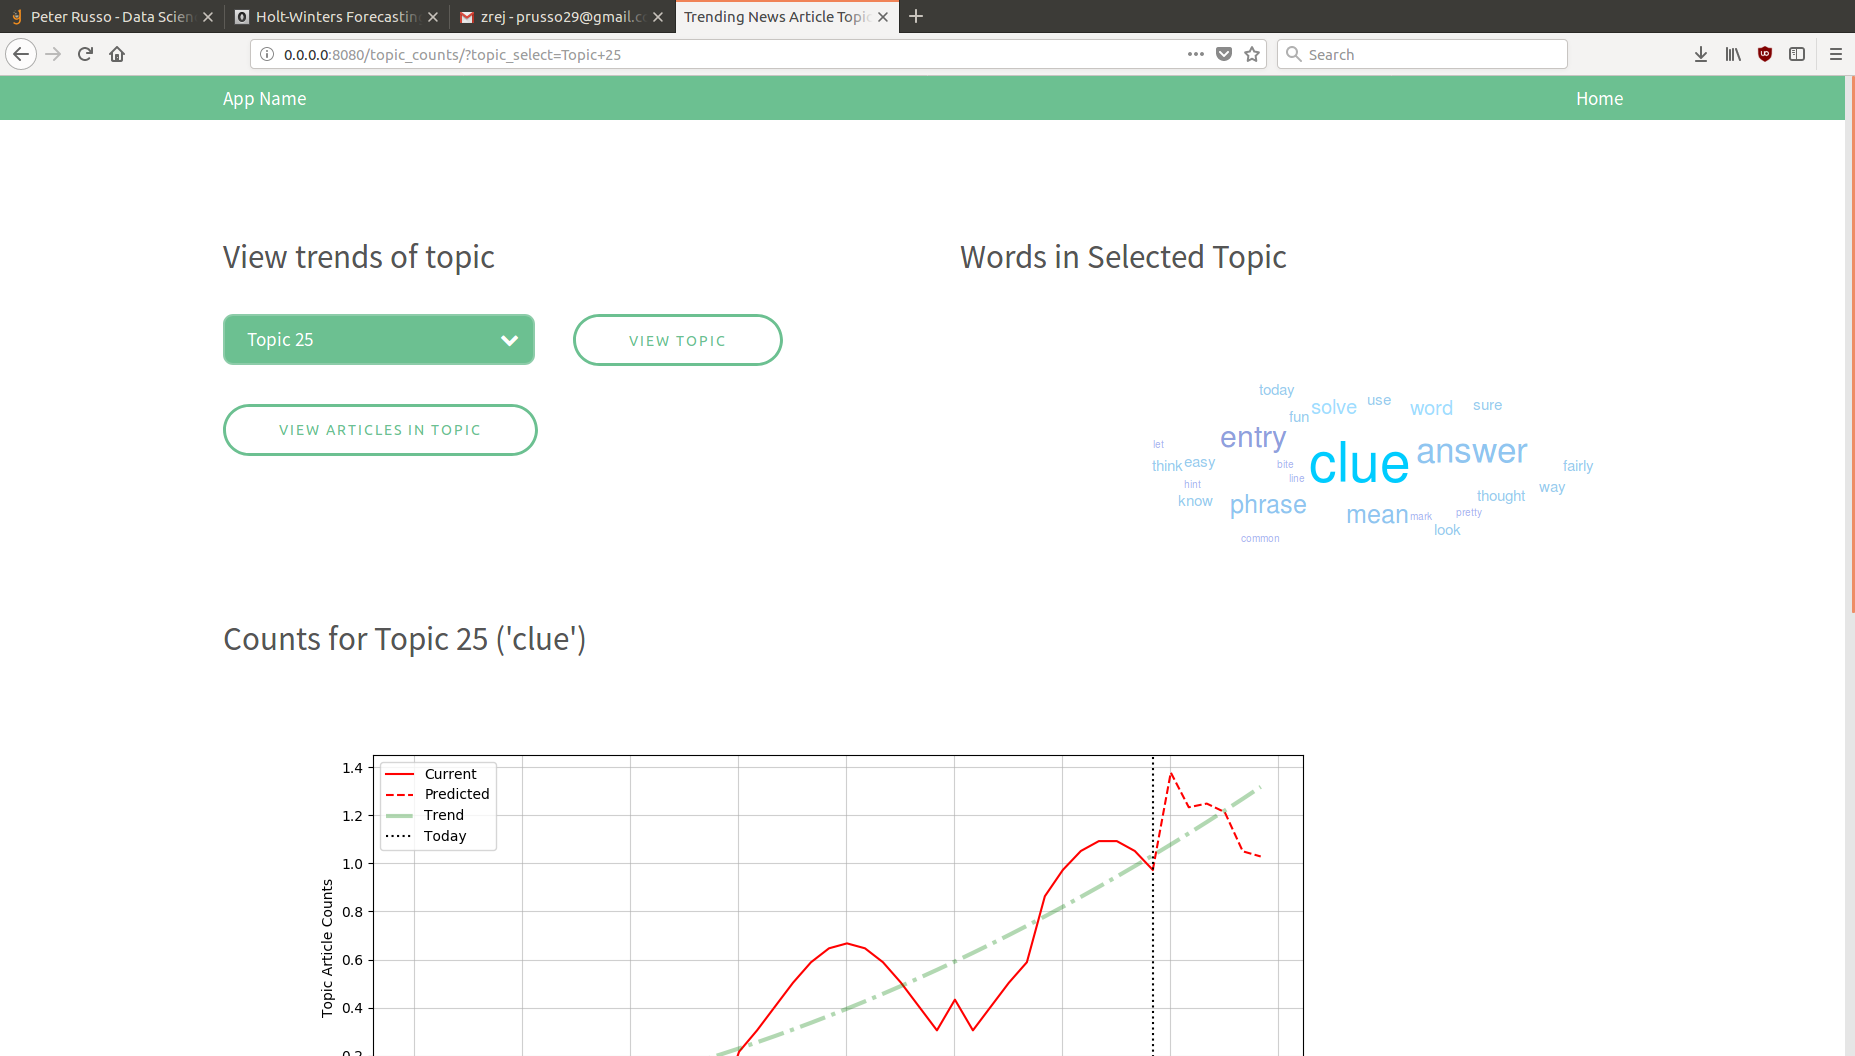 Peter Russo - Data Scien
Holt-Winters Forecasting
zrej - prusso29@gmail.c
Trending News Article Topic
0.0.0.0:8080/topic_counts/?topic_select=Topic+25
Search
App Name
Home
View trends of topic
Words in Selected Topic
Topic 25
VIEW TOPIC
VIEW ARTICLES IN TOPIC
today
solve
use
word
sure
fun
entry
let
clue
answer
think
easy
bite
fairly
hint
line
know
phrase
thought
way
mean
mark
pretty
look
common
Counts for Topic 25 ('clue')
1.4
1.2
1.0
0.8
0.6
0.4
0.2
Topic Article Counts
Current
Predicted
Trend
Today